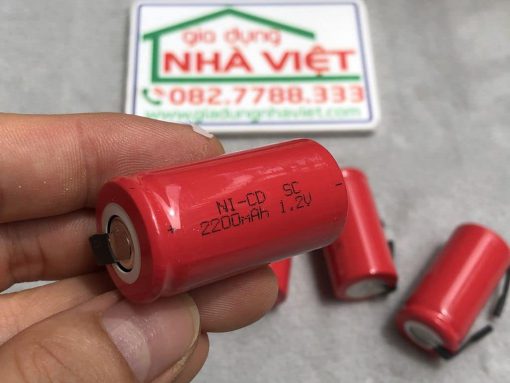 gia dụng
NHÀ VIỆT
082.7788.333
www.giadungnhaviet.com
NI-CD SC
2200mAh 1.2V
+ -